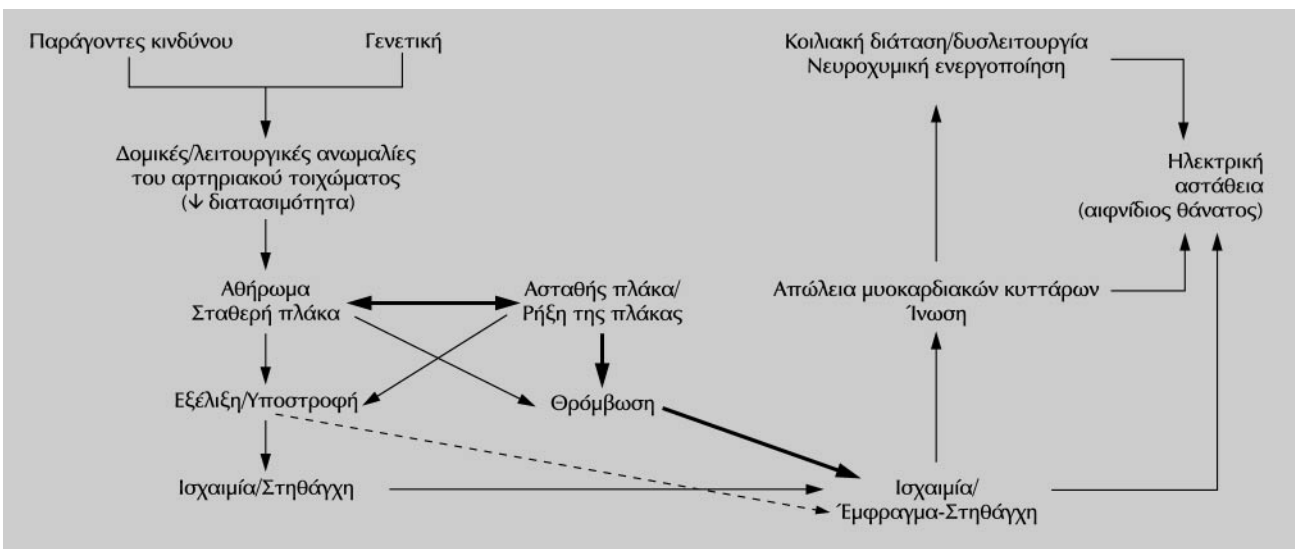 Παράγοντες κινδύνου
Γενετική
Δομικές/λειτουργικές ανωμαλίες
του αρτηριακού τοιχώματος
(↓ διατασιμότητα)
Αθήρωμα
Σταθερή πλάκα
Ασταθής πλάκα/
Ρήξη της πλάκας
Εξέλιξη/Υποστροφή
Θρόμβωση
Ισχαιμία/Στηθάγχη
Ισχαιμία/
Έμφραγμα-Στηθάγχη
Απώλεια μυοκαρδιακών κυττάρων
Ίνωση
Κοιλιακή διάταση/δυσλειτουργία
Νευροχυμική ενεργοποίηση
Ηλεκτρική
αστάθεια
(αιφνίδιος θάνατος)